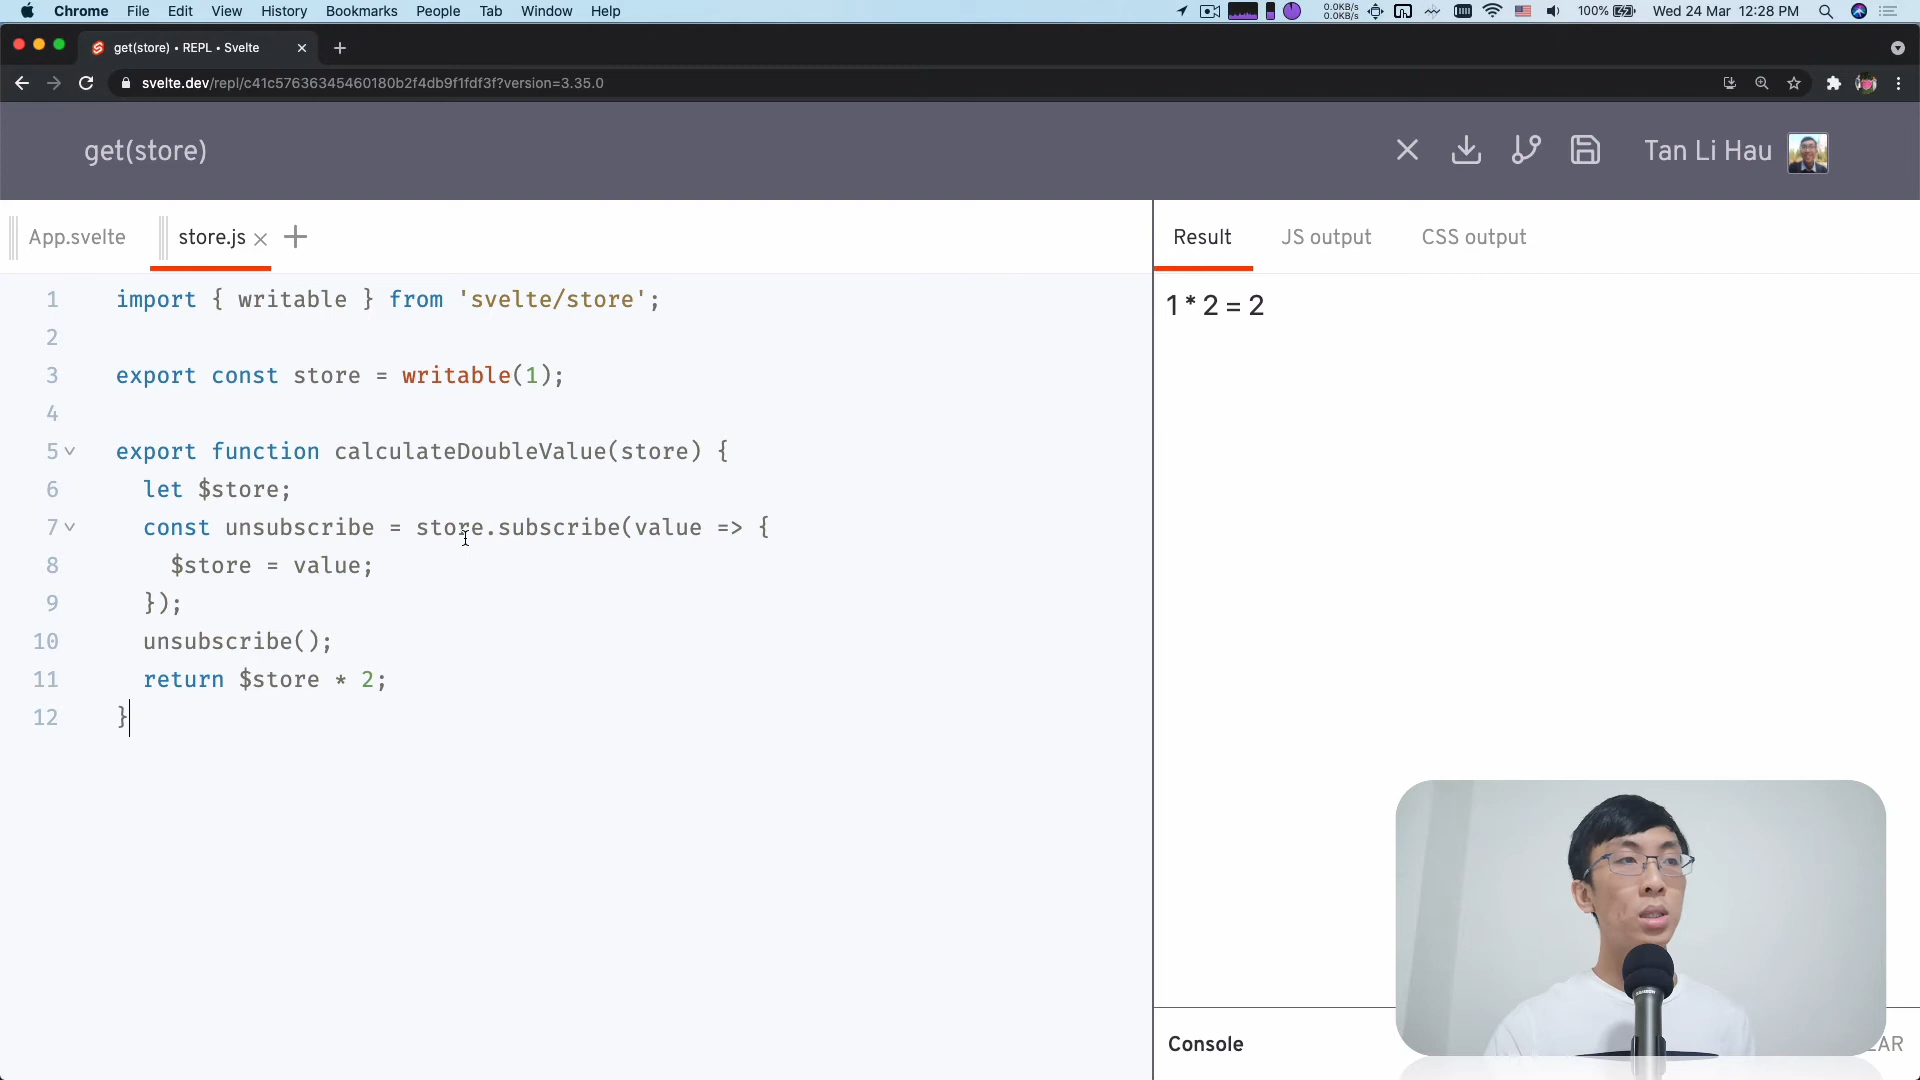 Chrome File Edit View History Bookmarks People Tab Window Help
0.0KB/s
0.0KB/s
100%
Wed 24 Mar 12:28 PM
get(store) • REPL • Svelte
svelte.dev/repl/c41c57636345460180b2f4db9f1fdf3f?version=3.35.0
get(store)
Tan Li Hau
App.svelte store.js
Result JS output CSS output
1 import { writable } from 'svelte/store';
2
3 export const store = writable(1);
4
5 export function calculateDoubleValue(store) {
6 let $store;
7 const unsubscribe = store.subscribe(value => {
8 $store = value;
9 });
10 unsubscribe();
11 return $store * 2;
12 }
1 * 2 = 2
Console